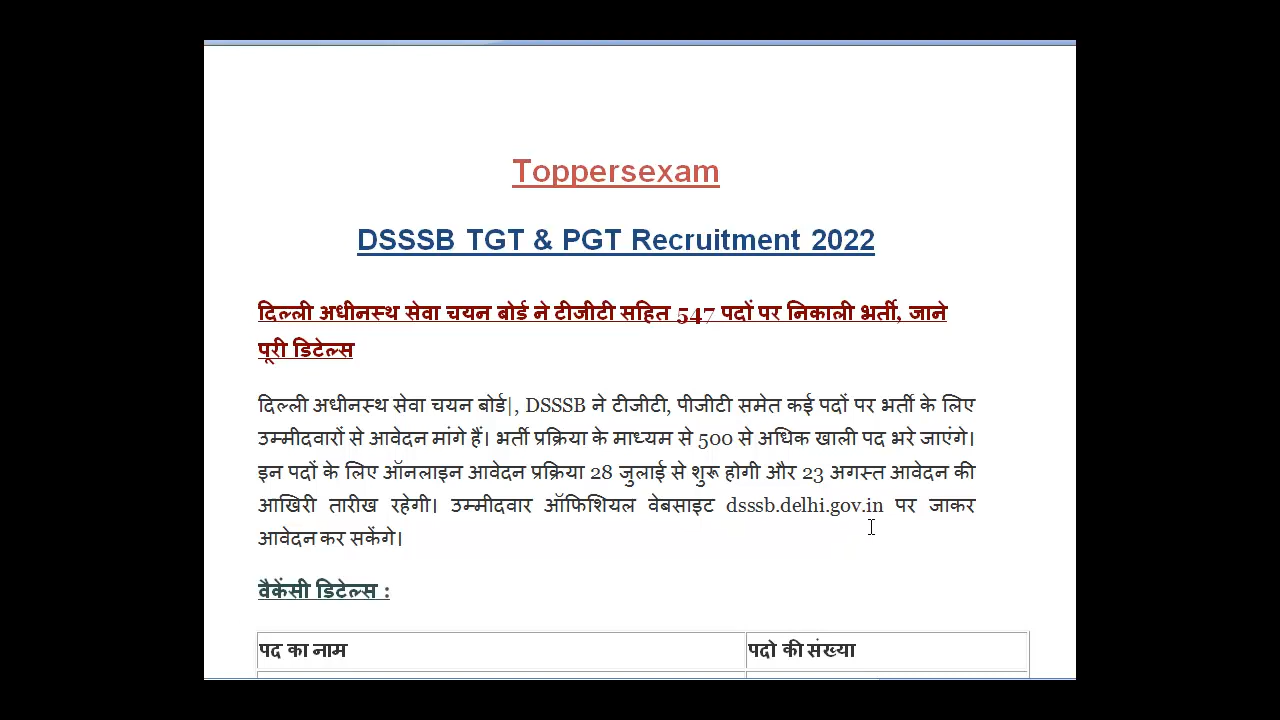 Toppersexam
DSSSB TGT & PGT Recruitment 2022
दिल्ली अधीनस्थ सेवा चयन बोर्ड ने टीजीटी सहित 547 पदों पर निकाली भर्ती, जाने
पूरी डिटेल्स
दिल्ली अधीनस्थ सेवा चयन बोर्ड|, DSSSB ने टीजीटी, पीजीटी समेत कई पदों पर भर्ती के लिए
उम्मीदवारों से आवेदन मांगे हैं। भर्ती प्रक्रिया के माध्यम से 500 से अधिक खाली पद भरे जाएंगे।
इन पदों के लिए ऑनलाइन आवेदन प्रक्रिया 28 जुलाई से शुरू होगी और 23 अगस्त आवेदन की
आखिरी तारीख रहेगी। उम्मीदवार ऑफिशियल वेबसाइट dsssb.delhi.gov.in पर जाकर
आवेदन कर सकेंगे।
वैकेंसी डिटेल्स :
पद का नाम
पदो की संख्या